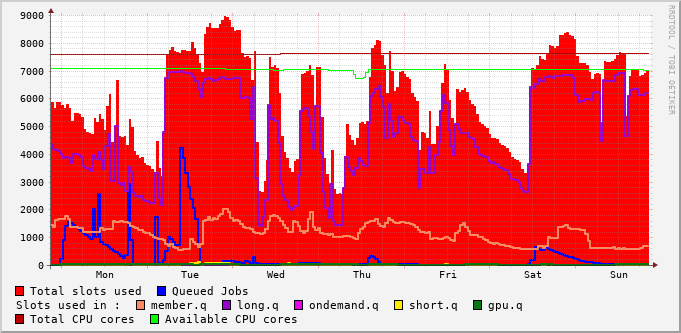 9000
8000
7000
6000
5000
4000
3000
2000
1000
0
Mon Tue Wed Thu Fri Sat Sun
RRDTOOL / TOBI OETIKER
Total slots used Queued Jobs
Slots used in : member.q long.q ondemand.q short.q gpu.q
Total CPU cores Available CPU cores